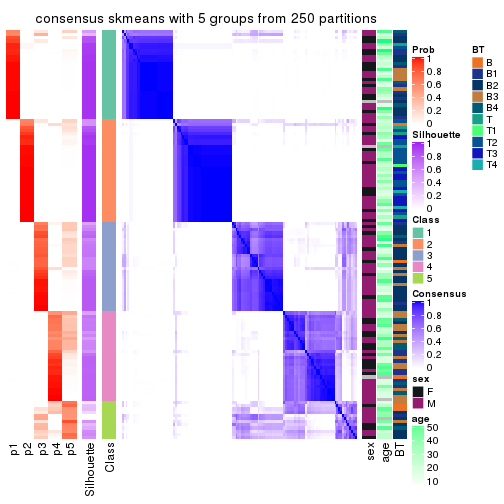 consensus skmeans with 5 groups from 250 partitions
p1
p2
p3
p4
p5
Silhouette
Class
sex
age
BT
Prob
1
0.8
0.6
0.4
0.2
0
Silhouette
1
0.8
0.6
0.4
0.2
0
Class
1
2
3
4
5
Consensus
1
0.8
0.6
0.4
0.2
0
sex
F
M
age
50
40
30
20
10
BT
B
B1
B2
B3
B4
T
T1
T2
T3
T4